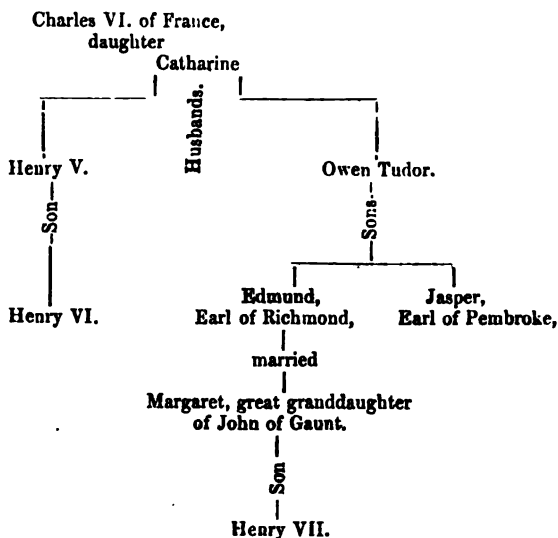 Charles VI. of France,
daughter
Catharine
Husbands.
Henry V.
Owen Tudor.
Son
Sons
Edmund,
Earl of Richmond,
Jasper,
Earl of Pembroke,
Henry VI.
married
Margaret, great granddaughter
of John of Gaunt.
Son
Henry VII.